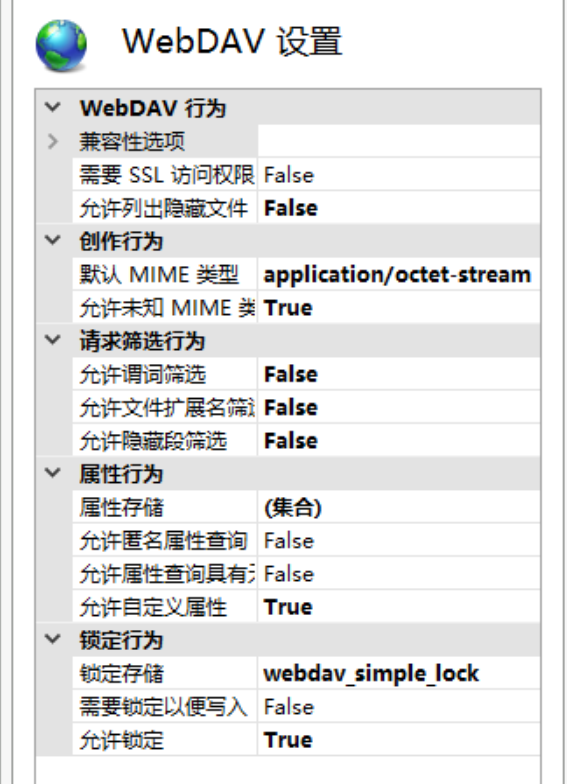 WebDAV 设置
WebDAV 行为
兼容性选项
需要 SSL 访问权限 False
允许列出隐藏文件 False
创作行为
默认 MIME 类型 application/octet-stream
允许未知 MIME 类 True
请求筛选行为
允许谓词筛选 False
允许文件扩展名筛 False
允许隐藏段筛选 False
属性行为
属性存储 (集合)
允许匿名属性查询 False
允许属性查询具有 False
允许自定义属性 True
锁定行为
锁定存储 webdav_simple_lock
需要锁定以便写入 False
允许锁定 True